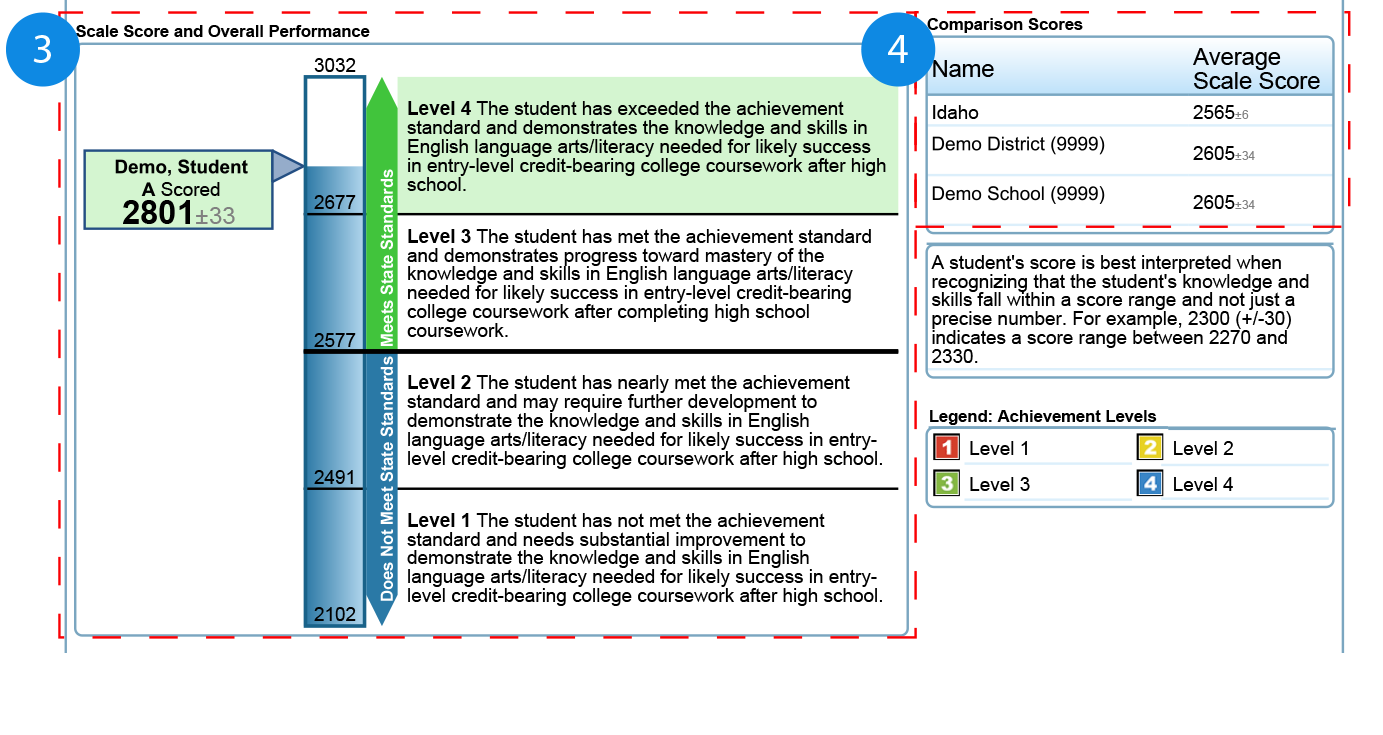 3
Scale Score and Overall Performance
3032
Demo, Student
A Scored
2801±33
2677
2577
2491
2102
Meets State Standards
Does Not Meet State Standards
Level 4 The student has exceeded the achievement
standard and demonstrates the knowledge and skills in
English language arts/literacy needed for likely success
in entry-level credit-bearing college coursework after high
school.
Level 3 The student has met the achievement standard
and demonstrates progress toward mastery of the
knowledge and skills in English language arts/literacy
needed for likely success in entry-level credit-bearing
college coursework after completing high school
coursework.
Level 2 The student has nearly met the achievement
standard and may require further development to
demonstrate the knowledge and skills in English
language arts/literacy needed for likely success in entry-
level credit-bearing college coursework after high school.
Level 1 The student has not met the achievement
standard and needs substantial improvement to
demonstrate the knowledge and skills in English
language arts/literacy needed for likely success in entry-
level credit-bearing college coursework after high school.
4
Comparison Scores
Name
Average
Scale Score
Idaho 2565±6
Demo District (9999) 2605±34
Demo School (9999) 2605±34
A student's score is best interpreted when
recognizing that the student's knowledge and
skills fall within a score range and not just a
precise number. For example, 2300 (+/-30)
indicates a score range between 2270 and
2330.
Legend: Achievement Levels
1 Level 1
2 Level 2
3 Level 3
4 Level 4